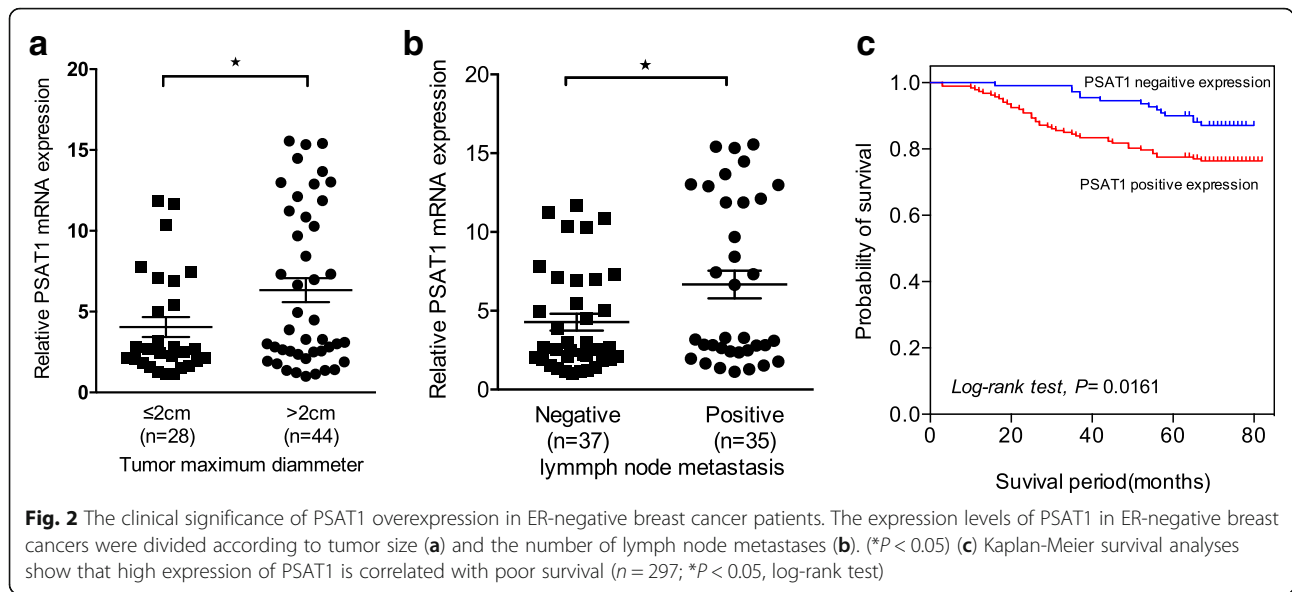 a
20
15
10
5
0
Relative PSAT1 mRNA expression
★
≤2cm
(n=28)
>2cm
(n=44)
Tumor maximum diammeter
b
20
15
10
5
0
Relative PSAT1 mRNA expression
★
Negative
(n=37)
Positive
(n=35)
lymmph node metastasis
c
1.0
0.8
0.6
0.4
0.2
0.0
Probability of survival
PSAT1 negaitive expression
PSAT1 positive expression
Log-rank test, P= 0.0161
0 20 40 60 80
Suvival period(months)
Fig. 2 The clinical significance of PSAT1 overexpression in ER-negative breast cancer patients. The expression levels of PSAT1 in ER-negative breast
cancers were divided according to tumor size (a) and the number of lymph node metastases (b). (*P < 0.05) (c) Kaplan-Meier survival analyses
show that high expression of PSAT1 is correlated with poor survival (n = 297; *P < 0.05, log-rank test)